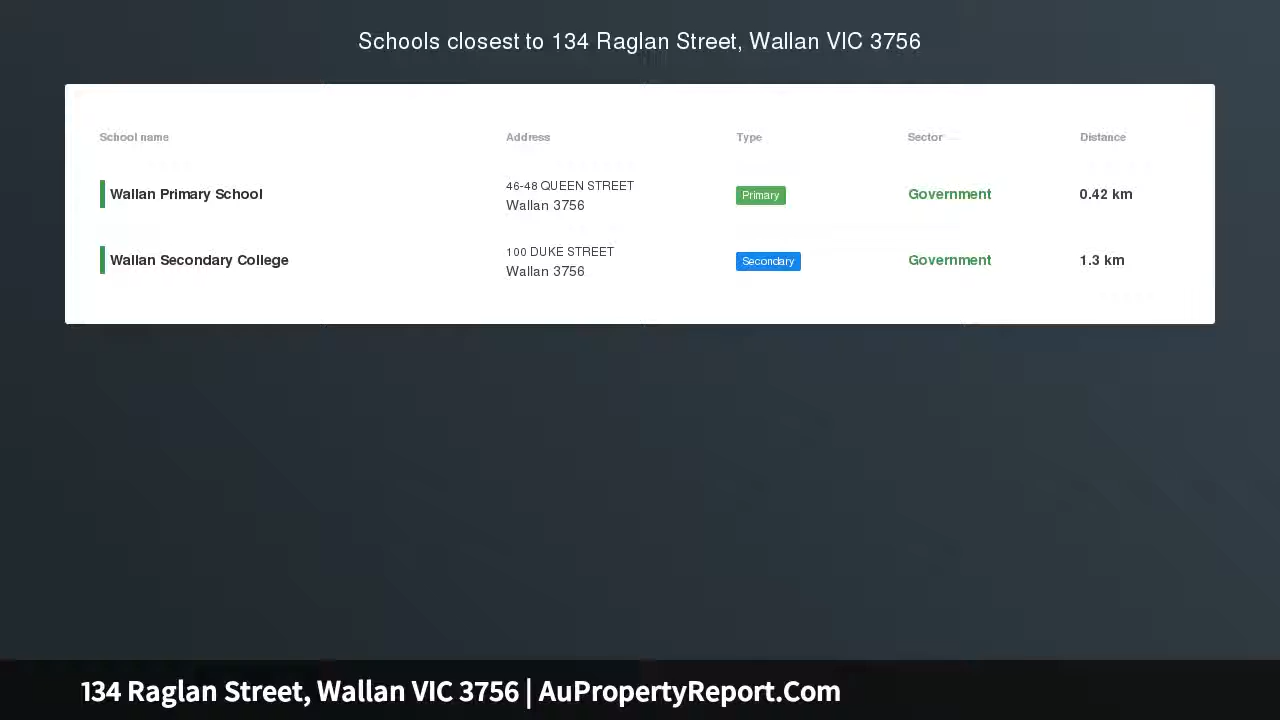 Schools closest to 134 Raglan Street, Wallan VIC 3756
School name Address Type Sector Distance
Wallan Primary School 46-48 QUEEN STREET Wallan 3756 Primary Government 0.42 km
Wallan Secondary College 100 DUKE STREET Wallan 3756 Secondary Government 1.3 km
134 Raglan Street, Wallan VIC 3756 | AuPropertyReport.Com